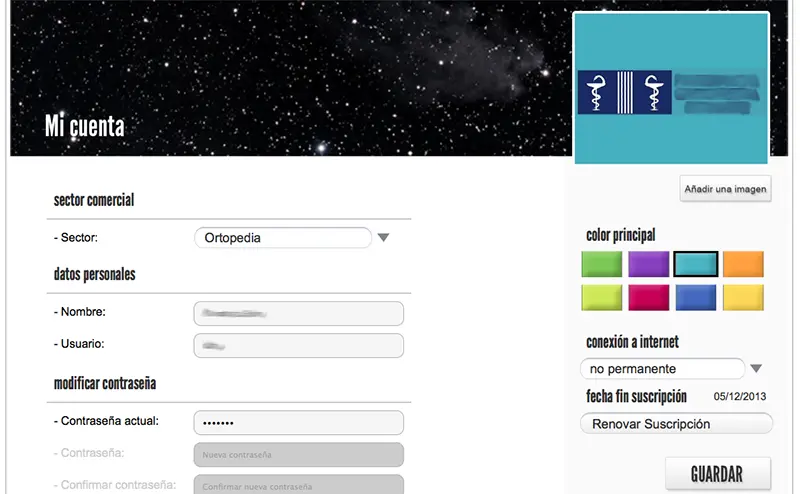 Mi cuenta
Añadir una imagen
sector comercial
- Sector:
Ortopedia
datos personales
- Nombre:
- Usuario:
modificar contraseña
- Contraseña actual:
•••••••
- Contraseña:
Nueva contraseña
- Confirmar contraseña:
Confirmar nueva contraseña
color principal
conexión a internet
no permanente
fecha fin suscripción
05/12/2013
Renovar Suscripción
GUARDAR